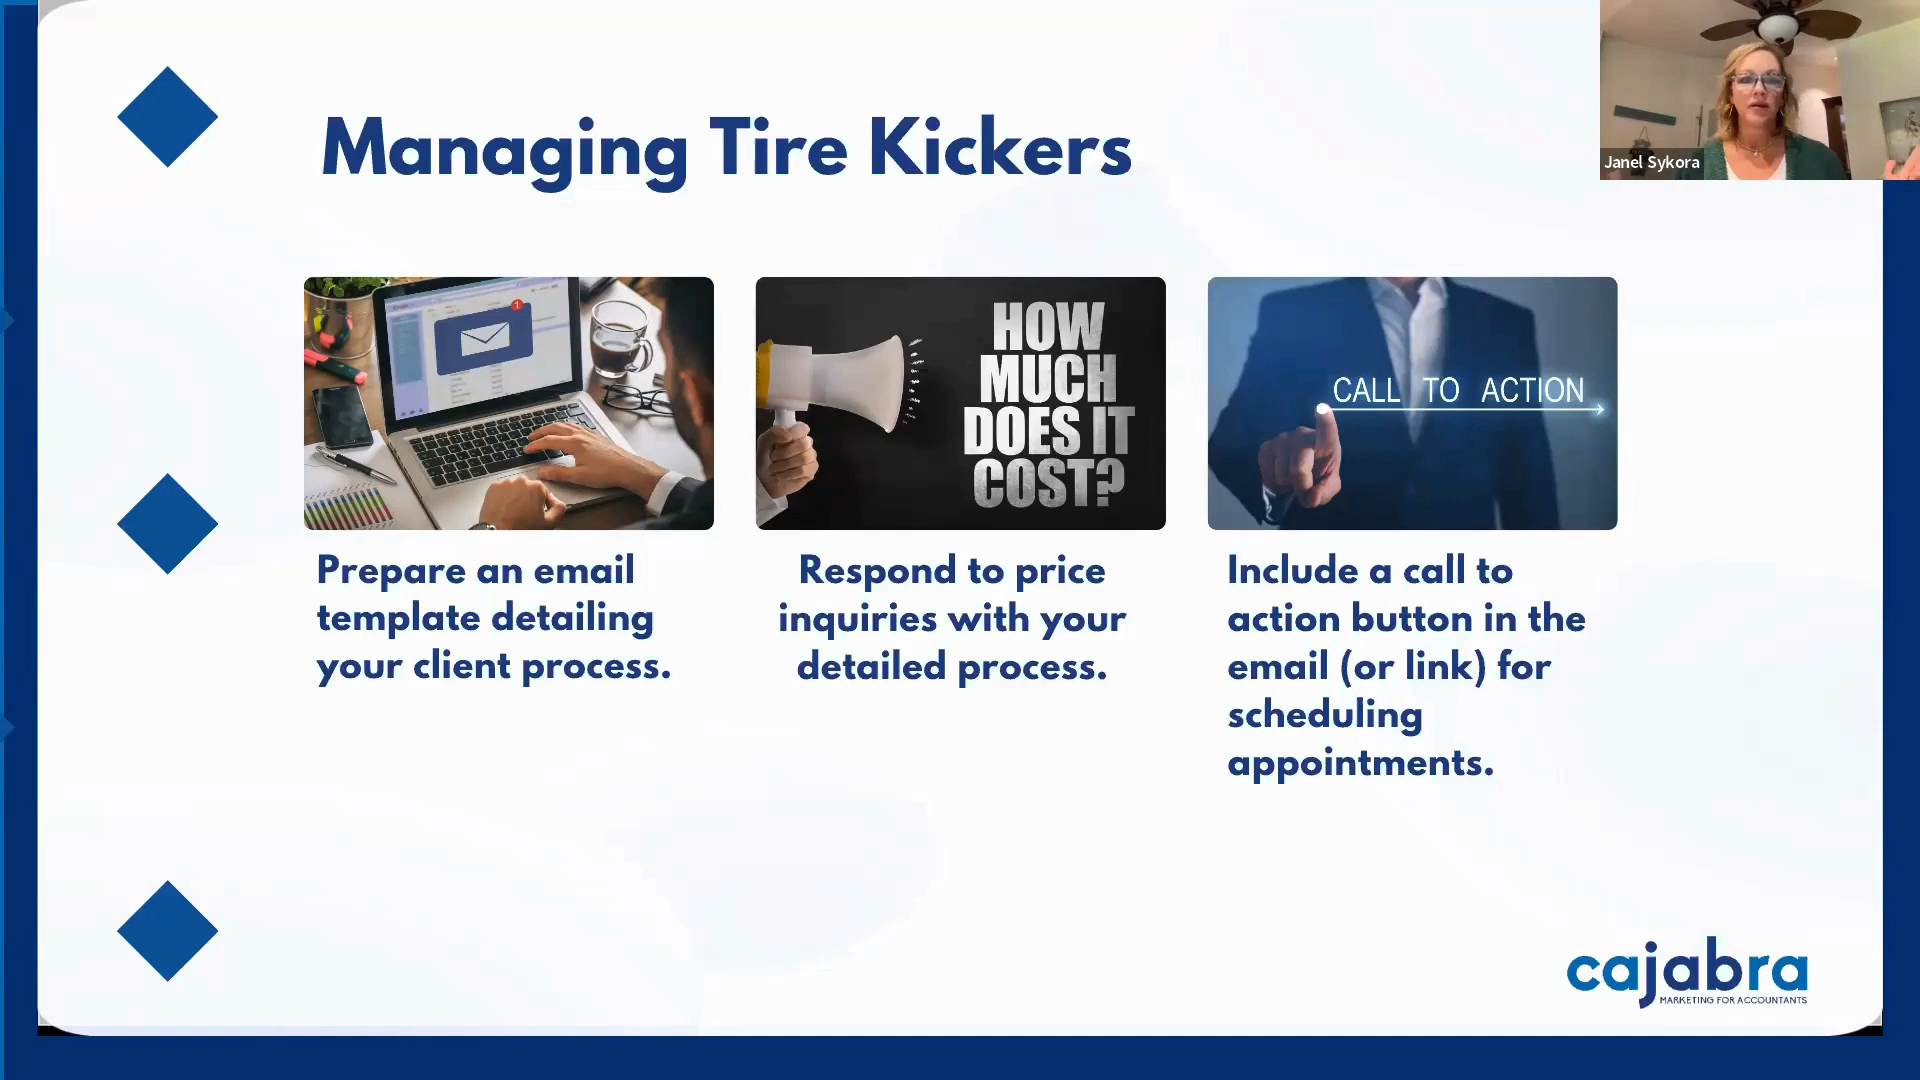 Managing Tire Kickers
Janel Sykora
1
HOW
MUCH
DOES IT
COST?
CALL TO ACTION
Prepare an email
template detailing
your client process.
Respond to price
inquiries with your
detailed process.
Include a call to
action button in the
email (or link) for
scheduling
appointments.
cajabra
MARKETING FOR ACCOUNTANTS